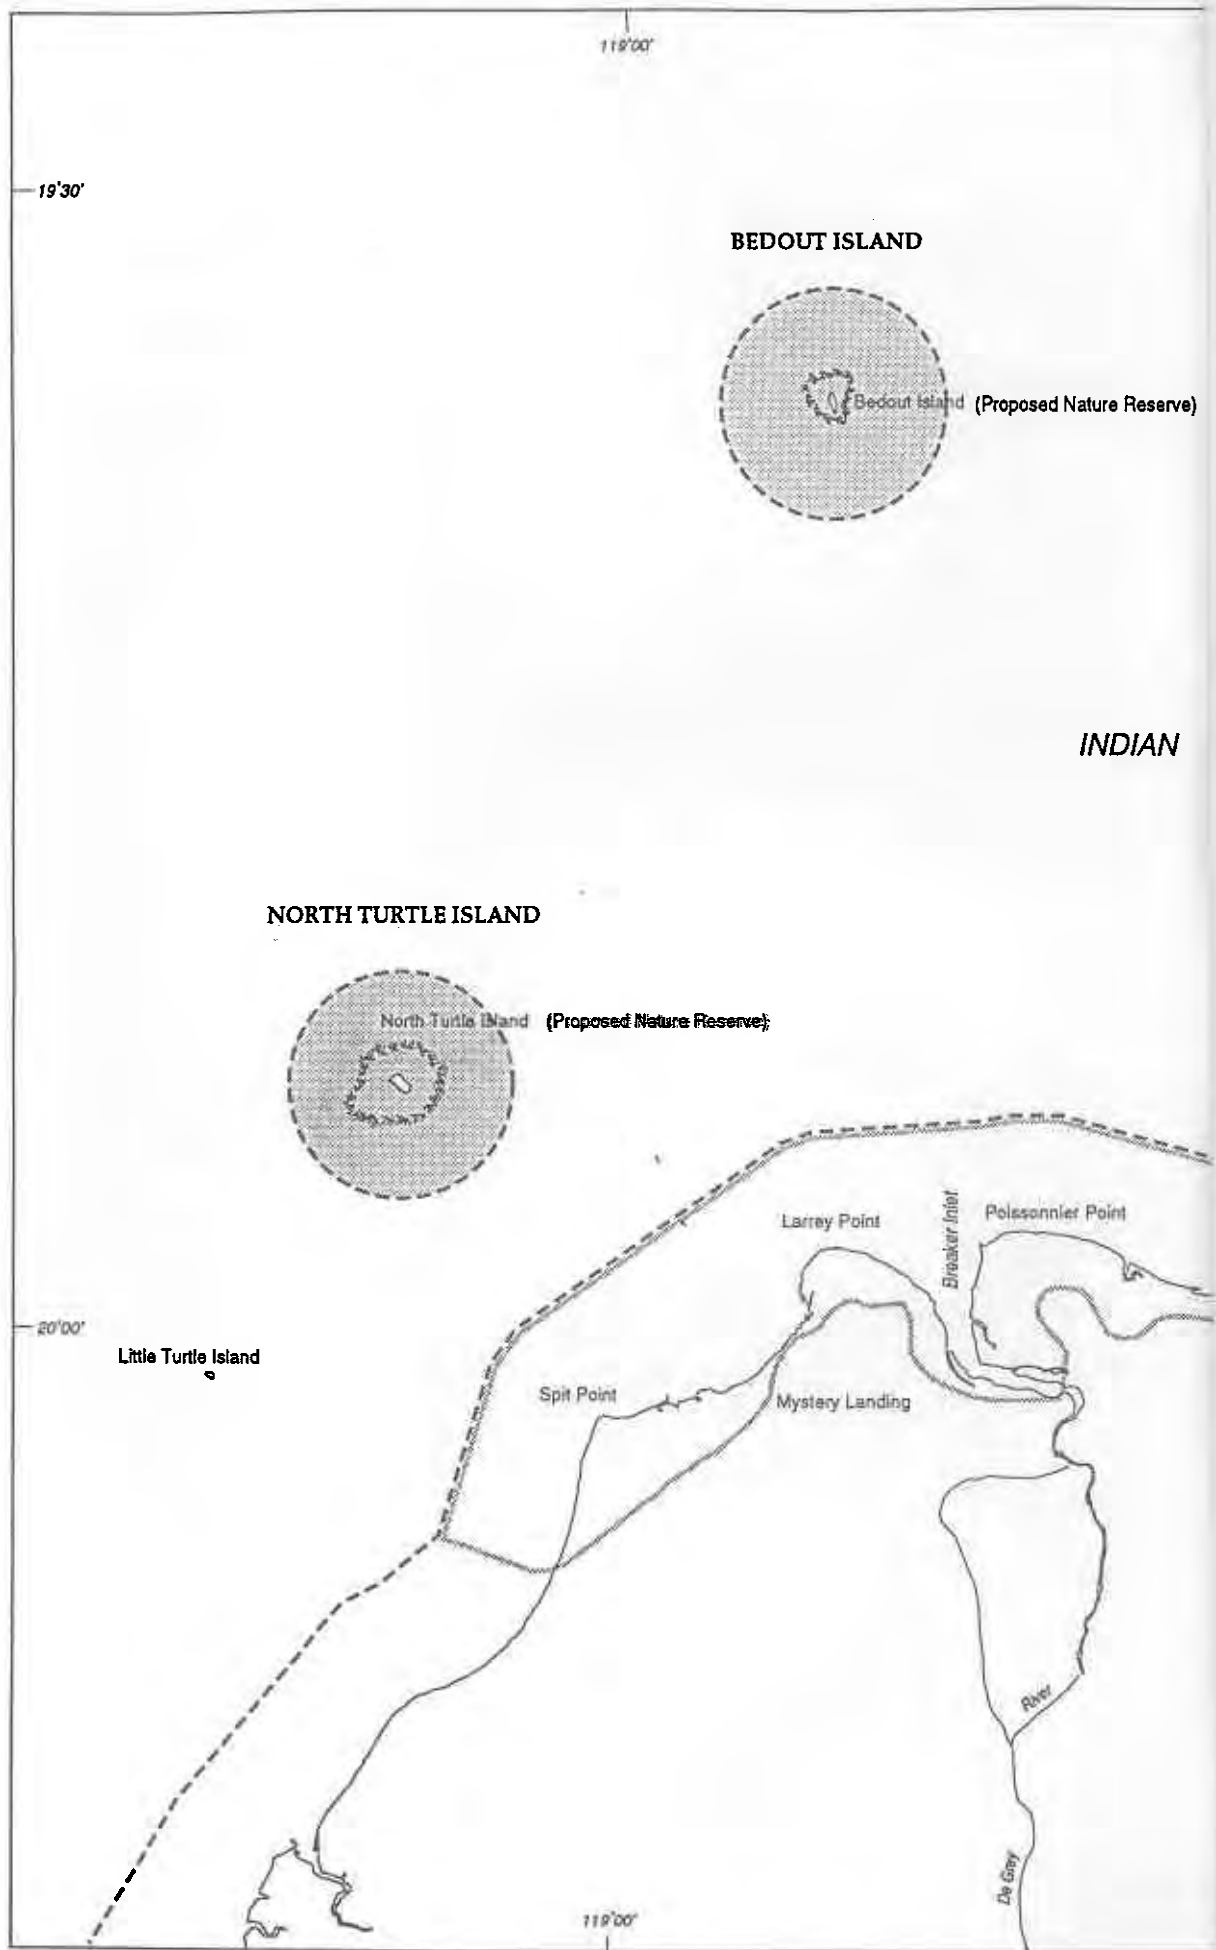 119°00'
19°30'
BEDOUT ISLAND
Bedout Island (Proposed Nature Reserve)
INDIAN
NORTH TURTLE ISLAND
North Turtle Island (Proposed Nature Reserve)
Larrey Point
Breaker Inlet
Poissonnier Point
20°00'
Little Turtle Island
Spit Point
Mystery Landing
River
De Grey
119°00'